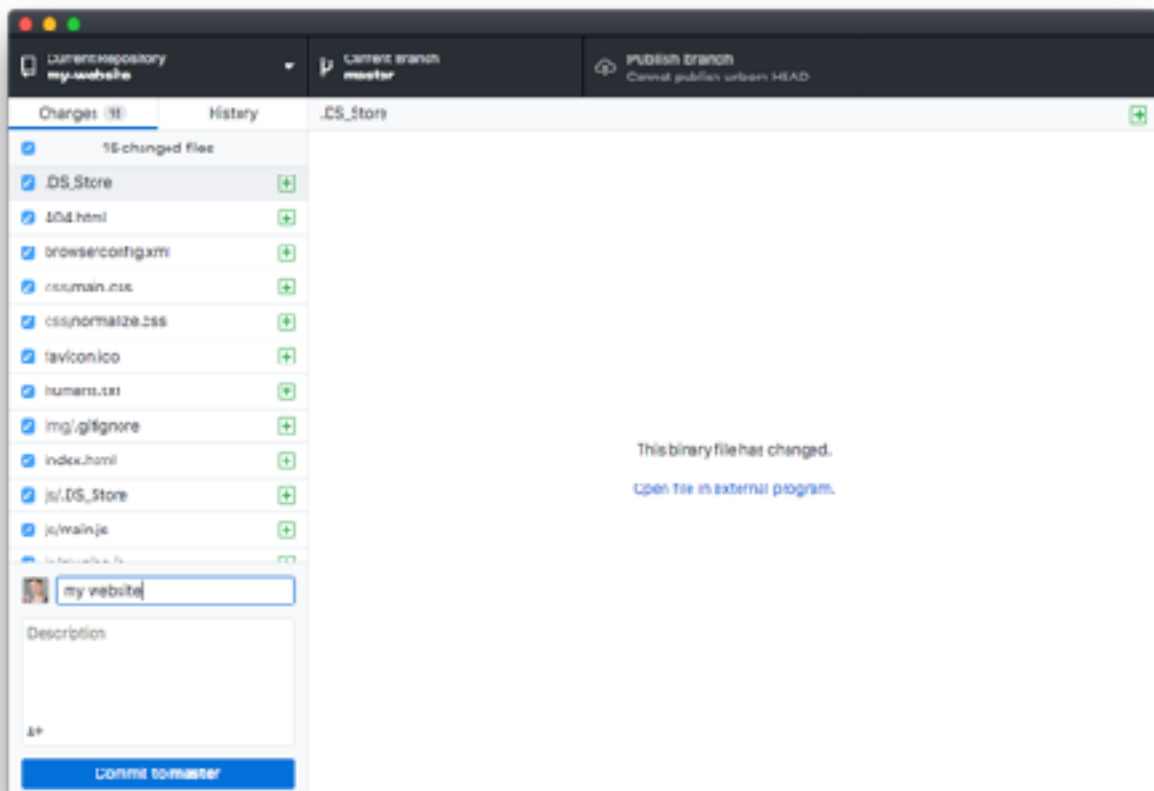 Current Repository
my-website
Current Branch
master
Publish branch
Cannot publish unborn HEAD
Changes
History
.DS_Store
changed files
.DS_Store
404.html
browserconfig.xml
css/main.css
css/normalize.css
favicon.ico
humans.txt
img/.gitignore
index.html
js/.DS_Store
js/main.js
my website
Description
Commit to master
This binary file has changed.
Open file in external program.